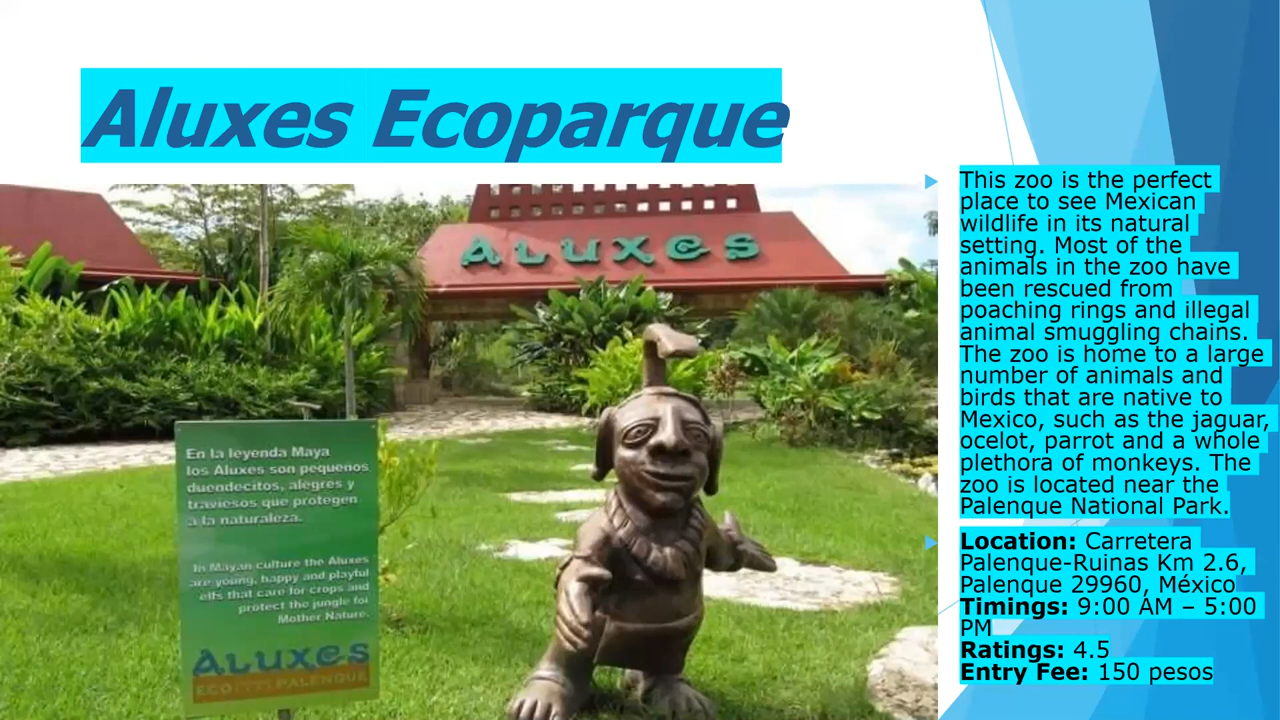 Aluxes Ecoparque
ALUXES
This zoo is the perfect
place to see Mexican
wildlife in its natural
setting. Most of the
animals in the zoo have
been rescued from
poaching rings and illegal
animal smuggling chains.
The zoo is home to a large
number of animals and
birds that are native to
Mexico, such as the jaguar,
ocelot, parrot and a whole
plethora of monkeys. The
zoo is located near the
Palenque National Park.
Location: Carretera
Palenque-Ruinas Km 2.6,
Palenque 29960, México
Timings: 9:00 AM – 5:00
PM
Ratings: 4.5
Entry Fee: 150 pesos
En la leyenda Maya
los Aluxes son pequeños
duendecitos, alegres y
traviesos que protegen
a la naturaleza.
In Mayan culture the Aluxes
are young, happy and playful
elfs that care for crops and
protect the jungle for
Mother Nature.
ALUXES
PALENQUE